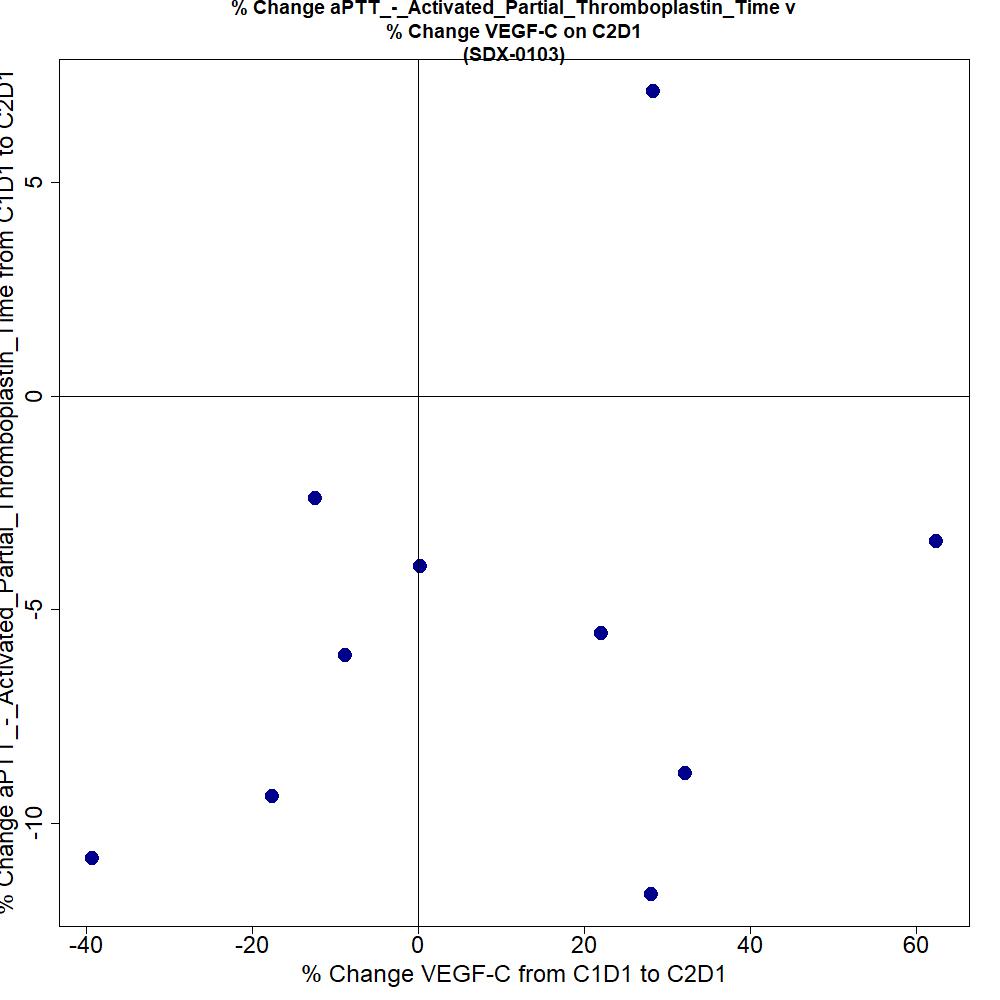 % Change aPTT_-_Activated_Partial_Thromboplastin_Time v
% Change VEGF-C on C2D1
(SDX-0103)
% Change aPTT_-_Activated_Partial_Thromboplastin_Time from C1D1 to C2D1
5
0
-5
-10
-40 -20 0 20 40 60
% Change VEGF-C from C1D1 to C2D1